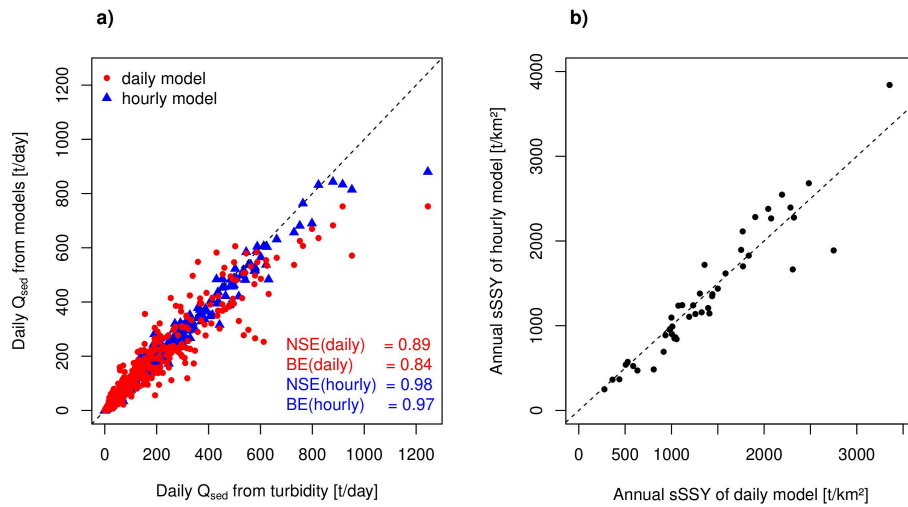 a)
daily model
hourly model
NSE(daily) = 0.89
BE(daily) = 0.84
NSE(hourly) = 0.98
BE(hourly) = 0.97
0 200 400 600 800 1000 1200
Daily Qsed from models [t/day]
0 200 400 600 800 1000 1200
Daily Qsed from turbidity [t/day]
b)
0 1000 2000 3000 4000
Annual sSSY of hourly model [t/km²]
0 500 1000 2000 3000
Annual sSSY of daily model [t/km²]